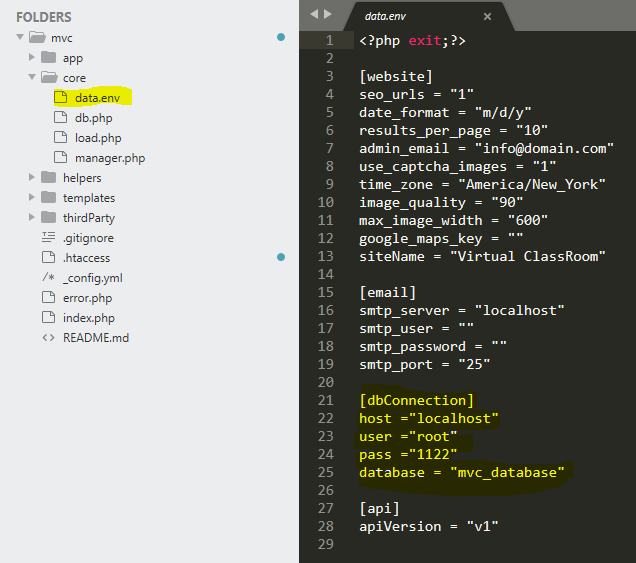 FOLDERS
mvc
app
core
data.env
db.php
load.php
manager.php
helpers
templates
thirdParty
.gitignore
.htaccess
_config.yml
error.php
index.php
README.md
data.env
1 <?php exit;?>
2
3 [website]
4 seo_urls = "1"
5 date_format = "m/d/y"
6 results_per_page = "10"
7 admin_email = "info@domain.com"
8 use_captcha_images = "1"
9 time_zone = "America/New_York"
10 image_quality = "90"
11 max_image_width = "600"
12 google_maps_key = ""
13 siteName = "Virtual ClassRoom"
14
15 [email]
16 smtp_server = "localhost"
17 smtp_user = ""
18 smtp_password = ""
19 smtp_port = "25"
20
21 [dbConnection]
22 host ="localhost"
23 user ="root"
24 pass ="1122"
25 database = "mvc_database"
26
27 [api]
28 apiVersion = "v1"
29